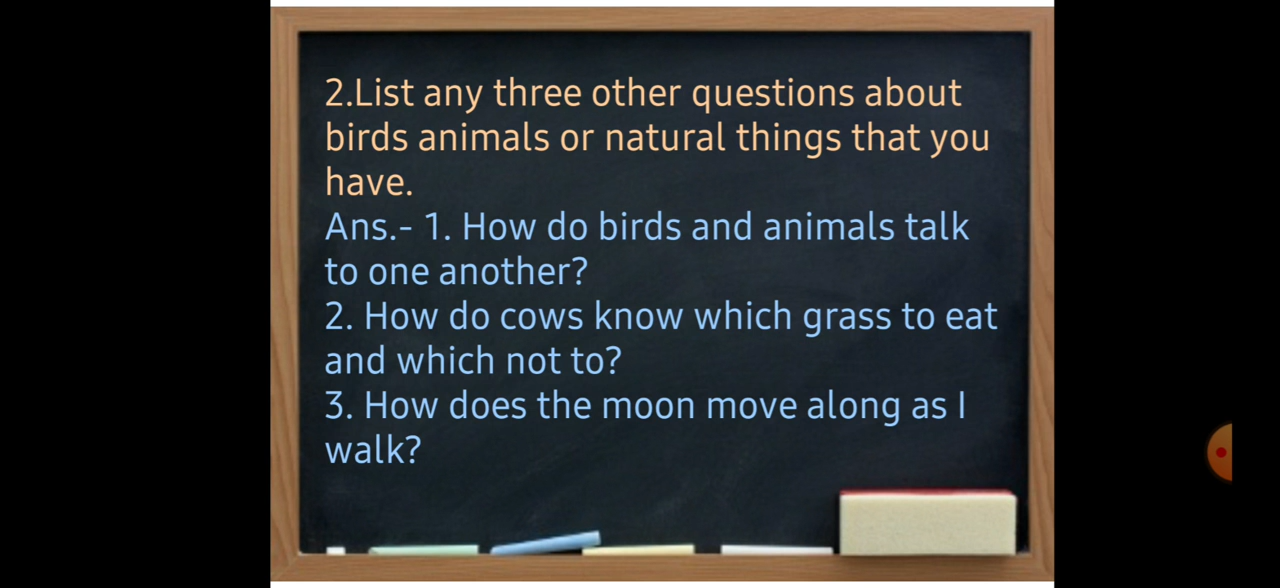 2.List any three other questions about
birds animals or natural things that you
have.
Ans.- 1. How do birds and animals talk
to one another?
2. How do cows know which grass to eat
and which not to?
3. How does the moon move along as I
walk?